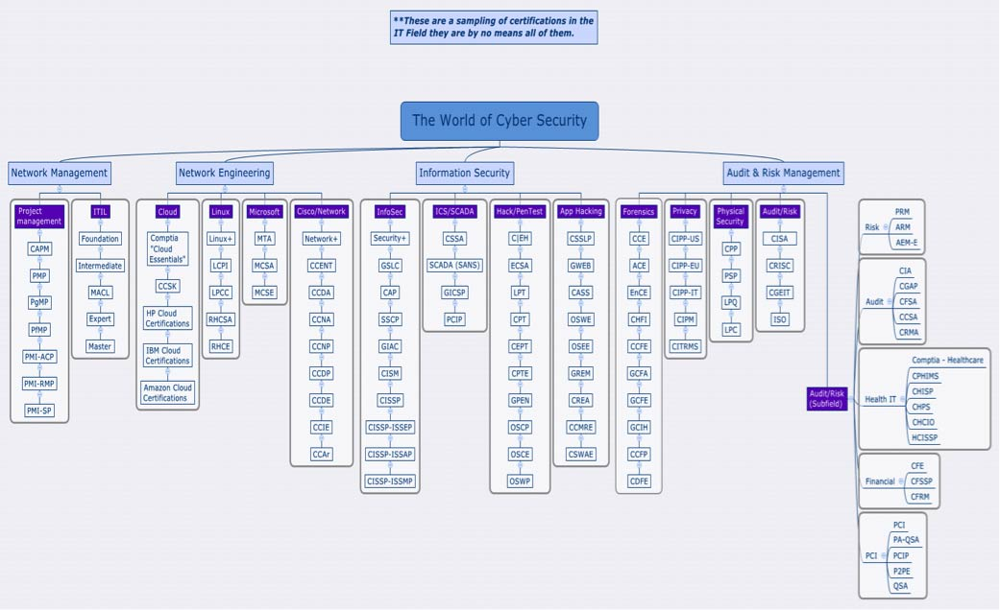 **These are a sampling of certifications in the
IT Field they are by no means all of them.
The World of Cyber Security
Network Management
Network Engineering
Information Security
Audit & Risk Management
Project
management
CAPM
PMP
PgMP
PfMP
PMI-ACP
PMI-RMP
PMI-SP
ITIL
Foundation
Intermediate
MACL
Expert
Master
Cloud
Comptia
"Cloud
Essentials"
CCSK
HP Cloud
Certifications
IBM Cloud
Certifications
Amazon Cloud
Certifications
Linux
Linux+
LCPI
LPCC
RHCSA
RHCE
Microsoft
MTA
MCSA
MCSE
Cisco/Network
Network+
CCENT
CCDA
CCNA
CCNP
CCDP
CCDE
CCIE
CCAr
InfoSec
Security+
GSLC
CAP
SSCP
GIAC
CISM
CISSP
CISSP-ISSEP
CISSP-ISSAP
CISSP-ISSMP
ICS/SCADA
CSSA
SCADA (SANS)
GICSP
PCIP
Hack/PenTest
C|EH
ECSA
LPT
CPT
CEPT
CPTE
GPEN
OSCP
OSCE
OSWP
App Hacking
CSSLP
GWEB
CASS
OSWE
OSEE
GREM
CREA
CCMRE
CSWAE
Forensics
CCE
ACE
EnCE
CHFI
CCFE
GCFA
GCFE
GCIH
CCFP
CDFE
Privacy
CIPP-US
CIPP-EU
CIPP-IT
CIPM
CITRMS
Physical
Security
CPP
PSP
LPQ
LPC
Audit/Risk
CISA
CRISC
CGEIT
ISO
Audit/Risk
(Subfield)
Risk
PRM
ARM
AEM-E
Audit
CIA
CGAP
CFSA
CCSA
CRMA
Health IT
Comptia - Healthcare
CPHIMS
CHISP
CHPS
CHCIO
HCISSP
Financial
CFE
CFSSP
CFRM
PCI
PCI
PA-QSA
PCIP
P2PE
QSA